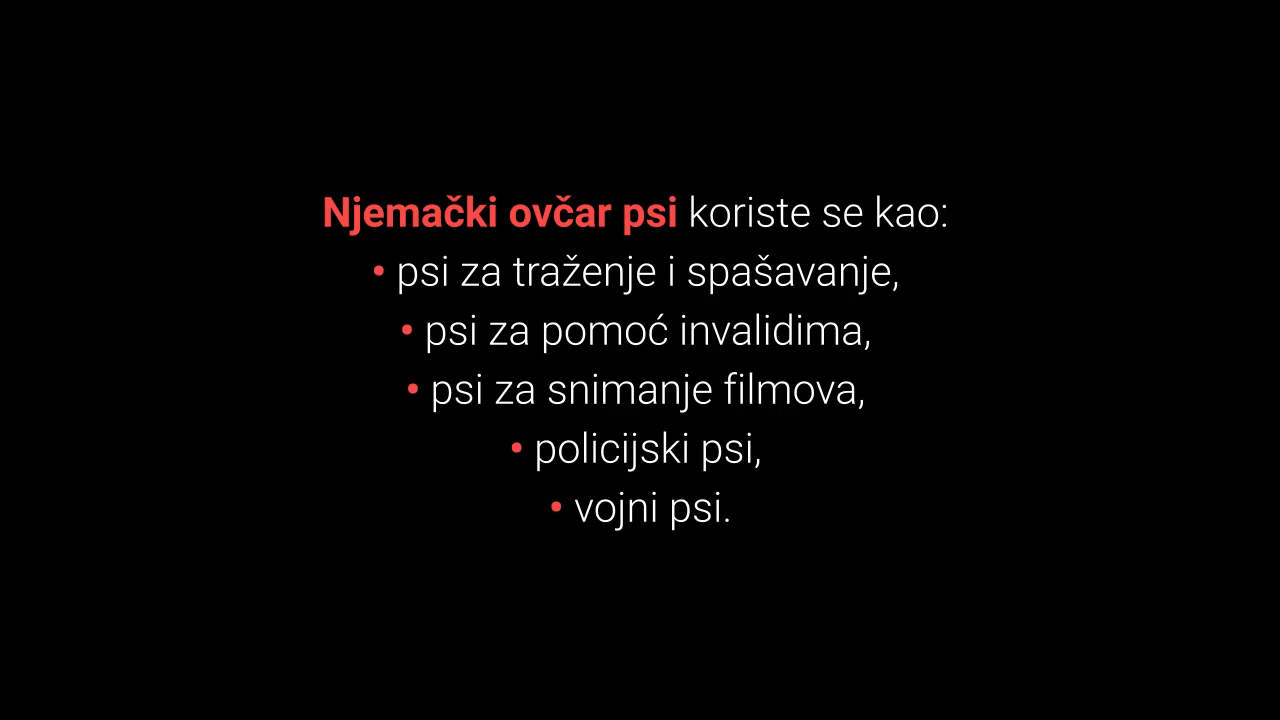 Njemački ovčar psi koriste se kao:
• psi za traženje i spašavanje,
• psi za pomoć invalidima,
• psi za snimanje filmova,
• policijski psi,
• vojni psi.